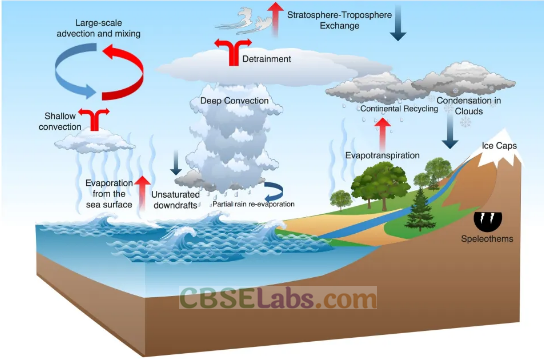 Large-scale
advection and mixing
Stratosphere-Troposphere
Exchange
Detrainment
Deep Convection
Continental Recycling
Condensation in
Clouds
Shallow
convection
Ice Caps
Evapotranspiration
Evaporation
from the
sea surface
Unsaturated
downdrafts
Partial rain re-evaporation
Speleothems
CBSELabs.com